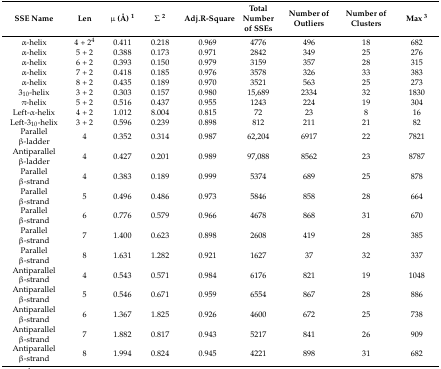 SSE Name Len μ (Å) 1 Σ 2 Adj.R-Square Total Number of SSEs Number of Outliers Number of Clusters Max 3
α-helix 4 + 2 4 0.411 0.218 0.969 4776 496 18 682
α-helix 5 + 2 0.388 0.173 0.971 2842 349 25 276
α-helix 6 + 2 0.393 0.150 0.979 3159 357 28 315
α-helix 7 + 2 0.418 0.185 0.976 3578 326 33 383
α-helix 8 + 2 0.435 0.189 0.970 3521 563 25 273
310-helix 3 + 2 0.303 0.157 0.980 15,689 2334 32 1830
π-helix 5 + 2 0.516 0.437 0.955 1243 224 19 304
Left-α-helix 4 + 2 1.012 8.004 0.815 72 23 8 16
Left-310-helix 3 + 2 0.596 0.239 0.898 812 211 21 82
Parallel β-ladder 4 0.352 0.314 0.987 62,204 6917 22 7821
Antiparallel β-ladder 4 0.427 0.201 0.989 97,088 8562 23 8787
Parallel β-strand 4 0.383 0.189 0.999 5374 689 25 878
Parallel β-strand 5 0.496 0.486 0.973 5846 858 28 664
Parallel β-strand 6 0.776 0.579 0.966 4678 868 31 670
Parallel β-strand 7 1.400 0.623 0.898 2608 419 28 385
Parallel β-strand 8 1.631 1.282 0.921 1627 37 32 337
Antiparallel β-strand 4 0.543 0.571 0.984 6176 821 19 1048
Antiparallel β-strand 5 0.546 0.671 0.959 6554 867 28 886
Antiparallel β-strand 6 1.367 1.825 0.926 4600 672 25 738
Antiparallel β-strand 7 1.882 0.817 0.943 5217 841 26 909
Antiparallel β-strand 8 1.994 0.824 0.945 4221 898 31 682